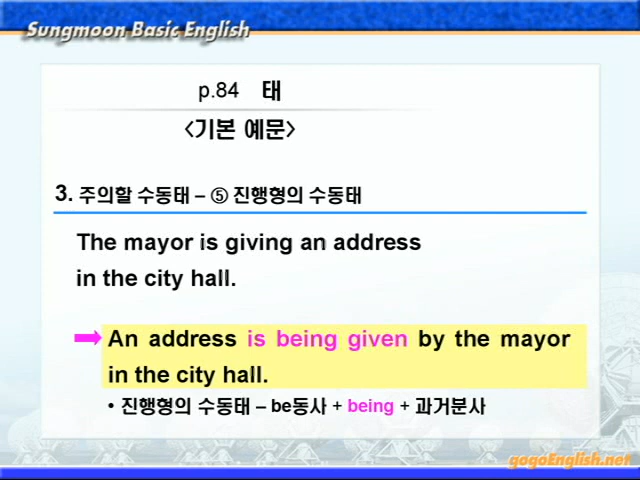 Sungmoon Basic English
p.84 태
<기본 예문>
3. 주의할 수동태 – ⑤ 진행형의 수동태
The mayor is giving an address
in the city hall.
➡ An address is being given by the mayor
in the city hall.
• 진행형의 수동태 – be동사 + being + 과거분사
gogoEnglish.net